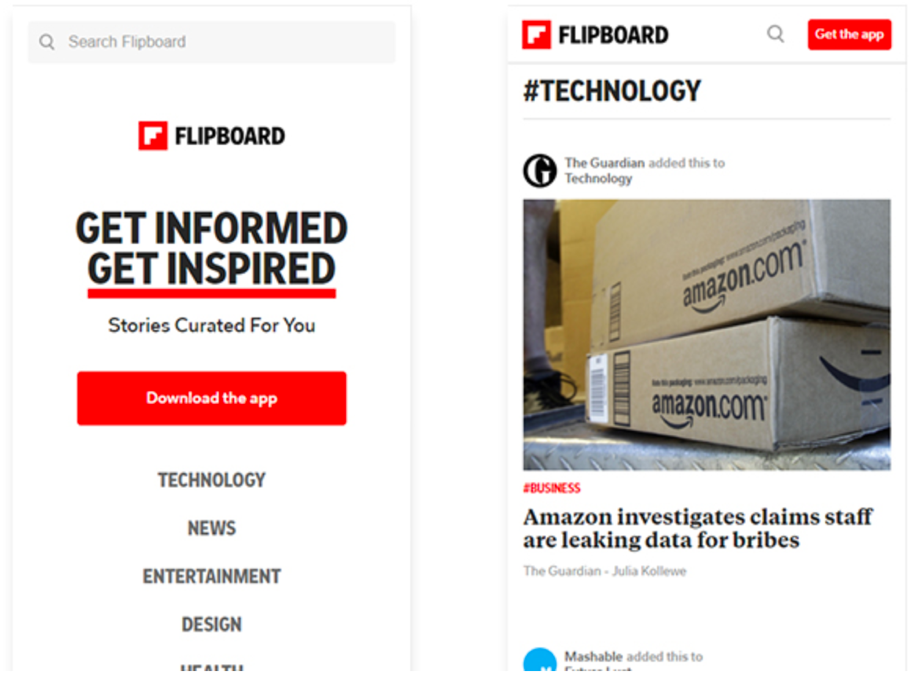 Search Flipboard
FLIPBOARD
GET INFORMED
GET INSPIRED
Stories Curated For You
Download the app
TECHNOLOGY
NEWS
ENTERTAINMENT
DESIGN
HEALTH
FLIPBOARD
Get the app
#TECHNOLOGY
The Guardian added this to
Technology
amazon.com
amazon.com
#BUSINESS
Amazon investigates claims staff
are leaking data for bribes
The Guardian - Julia Kollewe
Mashable added this to